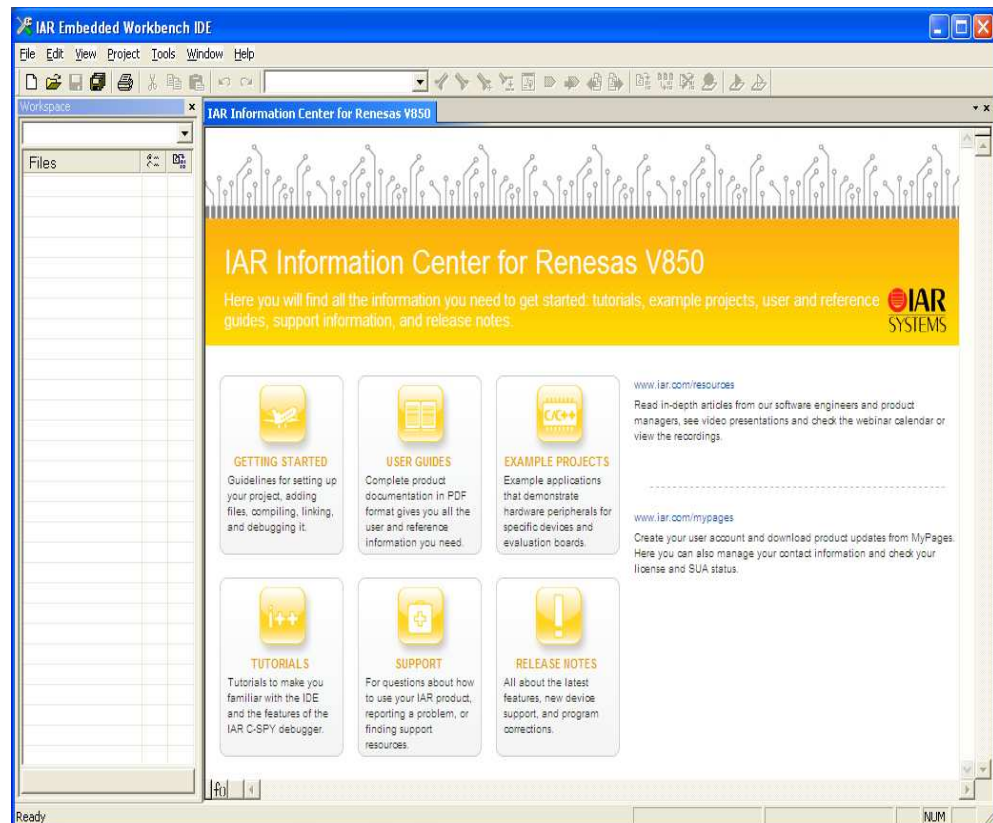 IAR Embedded Workbench IDE
File Edit View Project Tools Window Help
Workspace
Files
IAR Information Center for Renesas V850
IAR Information Center for Renesas V850
Here you will find all the information you need to get started: tutorials, example projects, user and reference
guides, support information, and release notes.
IAR
SYSTEMS
GETTING STARTED
Guidelines for setting up
your project, adding
files, compiling, linking,
and debugging it.
USER GUIDES
Complete product
documentation in PDF
format gives you all the
user and reference
information you need.
C/C++
EXAMPLE PROJECTS
Example applications
that demonstrate
hardware peripherals for
specific devices and
evaluation boards.
www.iar.com/resources
Read in-depth articles from our software engineers and product
managers, see video presentations and check the webinar calendar or
view the recordings.
www.iar.com/mypages
Create your user account and download product updates from MyPages.
Here you can also manage your contact information and check your
license and SUA status.
i++
TUTORIALS
Tutorials to make you
familiar with the IDE
and the features of the
IAR C-SPY debugger.
SUPPORT
For questions about how
to use your IAR product,
reporting a problem, or
finding support
resources.
RELEASE NOTES
All about the latest
features, new device
support, and program
corrections.
f0
Ready
NUM